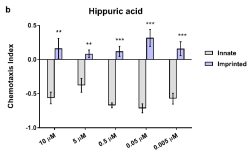 b
Hippuric acid
Chemotaxis index
0.5
0.0
-0.5
-1.0
** ** *** *** ***
Innate
Imprinted
10 µM 5 µM 0.5 µM 0.05 µM 0.005 µM